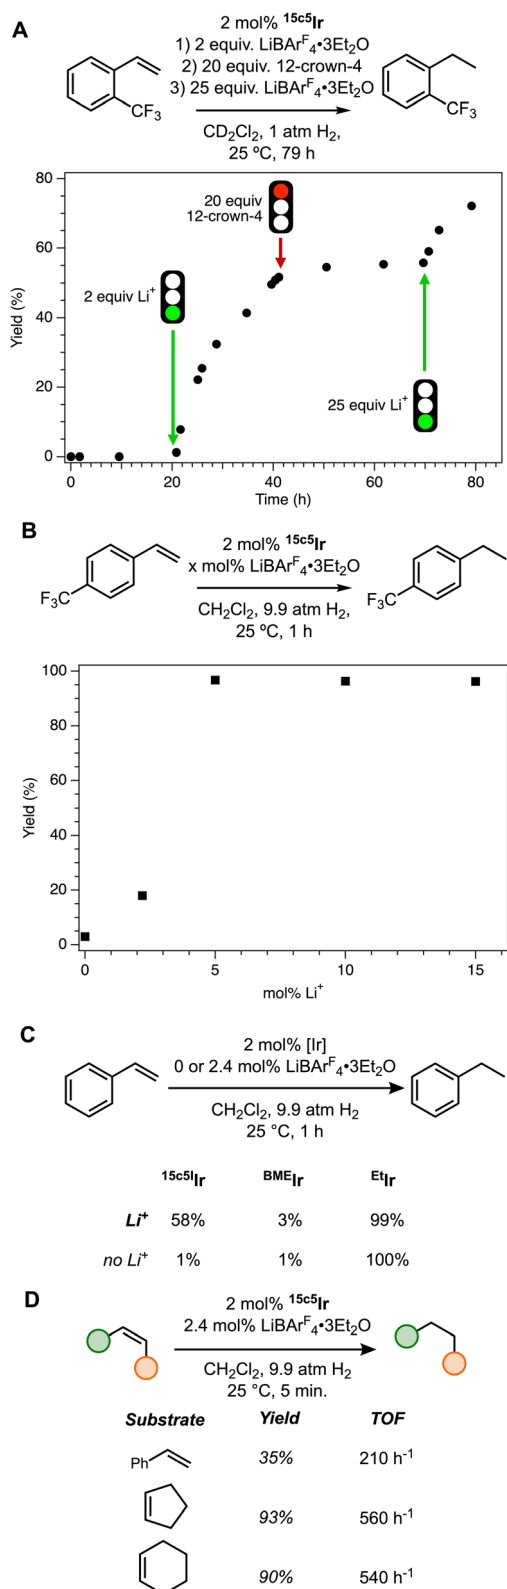 A
2 mol% 15c5Ir
1) 2 equiv. LiBArF4•3Et2O
2) 20 equiv. 12-crown-4
3) 25 equiv. LiBArF4•3Et2O
CF3
CF3
CD2Cl2, 1 atm H2,
25 ºC, 79 h
80
60
40
20
0
Yield (%)
20 equiv
12-crown-4
2 equiv Li+
25 equiv Li+
0
20
40
60
80
Time (h)
B
2 mol% 15c5Ir
x mol% LiBArF4•3Et2O
F3C
F3C
CH2Cl2, 9.9 atm H2,
25 ºC, 1 h
100
80
60
40
20
0
Yield (%)
0
5
10
15
mol% Li+
C
2 mol% [Ir]
0 or 2.4 mol% LiBArF4•3Et2O
CH2Cl2, 9.9 atm H2
25 °C, 1 h
15c5IIr BMEIr EtIr
Li+ 58% 3% 99%
no Li+ 1% 1% 100%
D
2 mol% 15c5Ir
2.4 mol% LiBArF4•3Et2O
CH2Cl2, 9.9 atm H2
25 °C, 5 min.
Substrate Yield TOF
Ph 35% 210 h-1
93% 560 h-1
90% 540 h-1